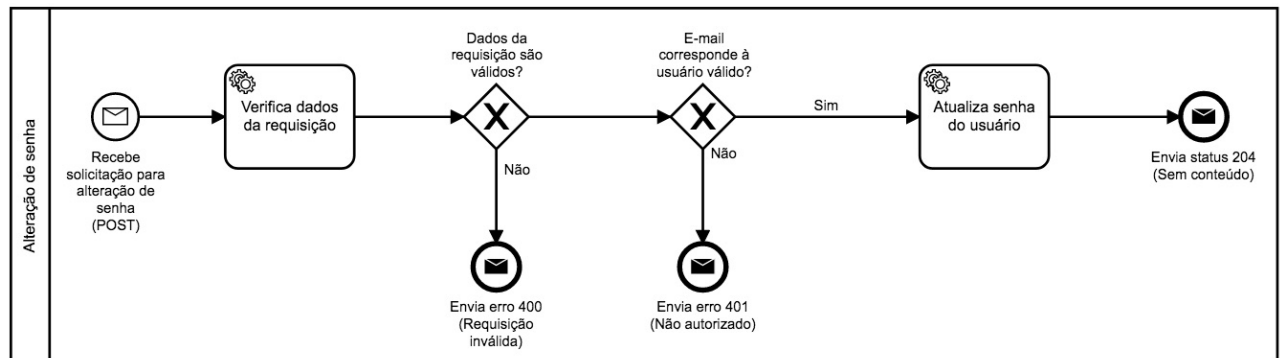 Alteração de senha
Recebe
solicitação para
alteração de
senha
(POST)
Verifica dados
da requisição
Dados da
requisição são
válidos?
Não
Envia erro 400
(Requisição
inválida)
E-mail
corresponde à
usuário válido?
Sim
Não
Envia erro 401
(Não autorizado)
Atualiza senha
do usuário
Envia status 204
(Sem conteúdo)